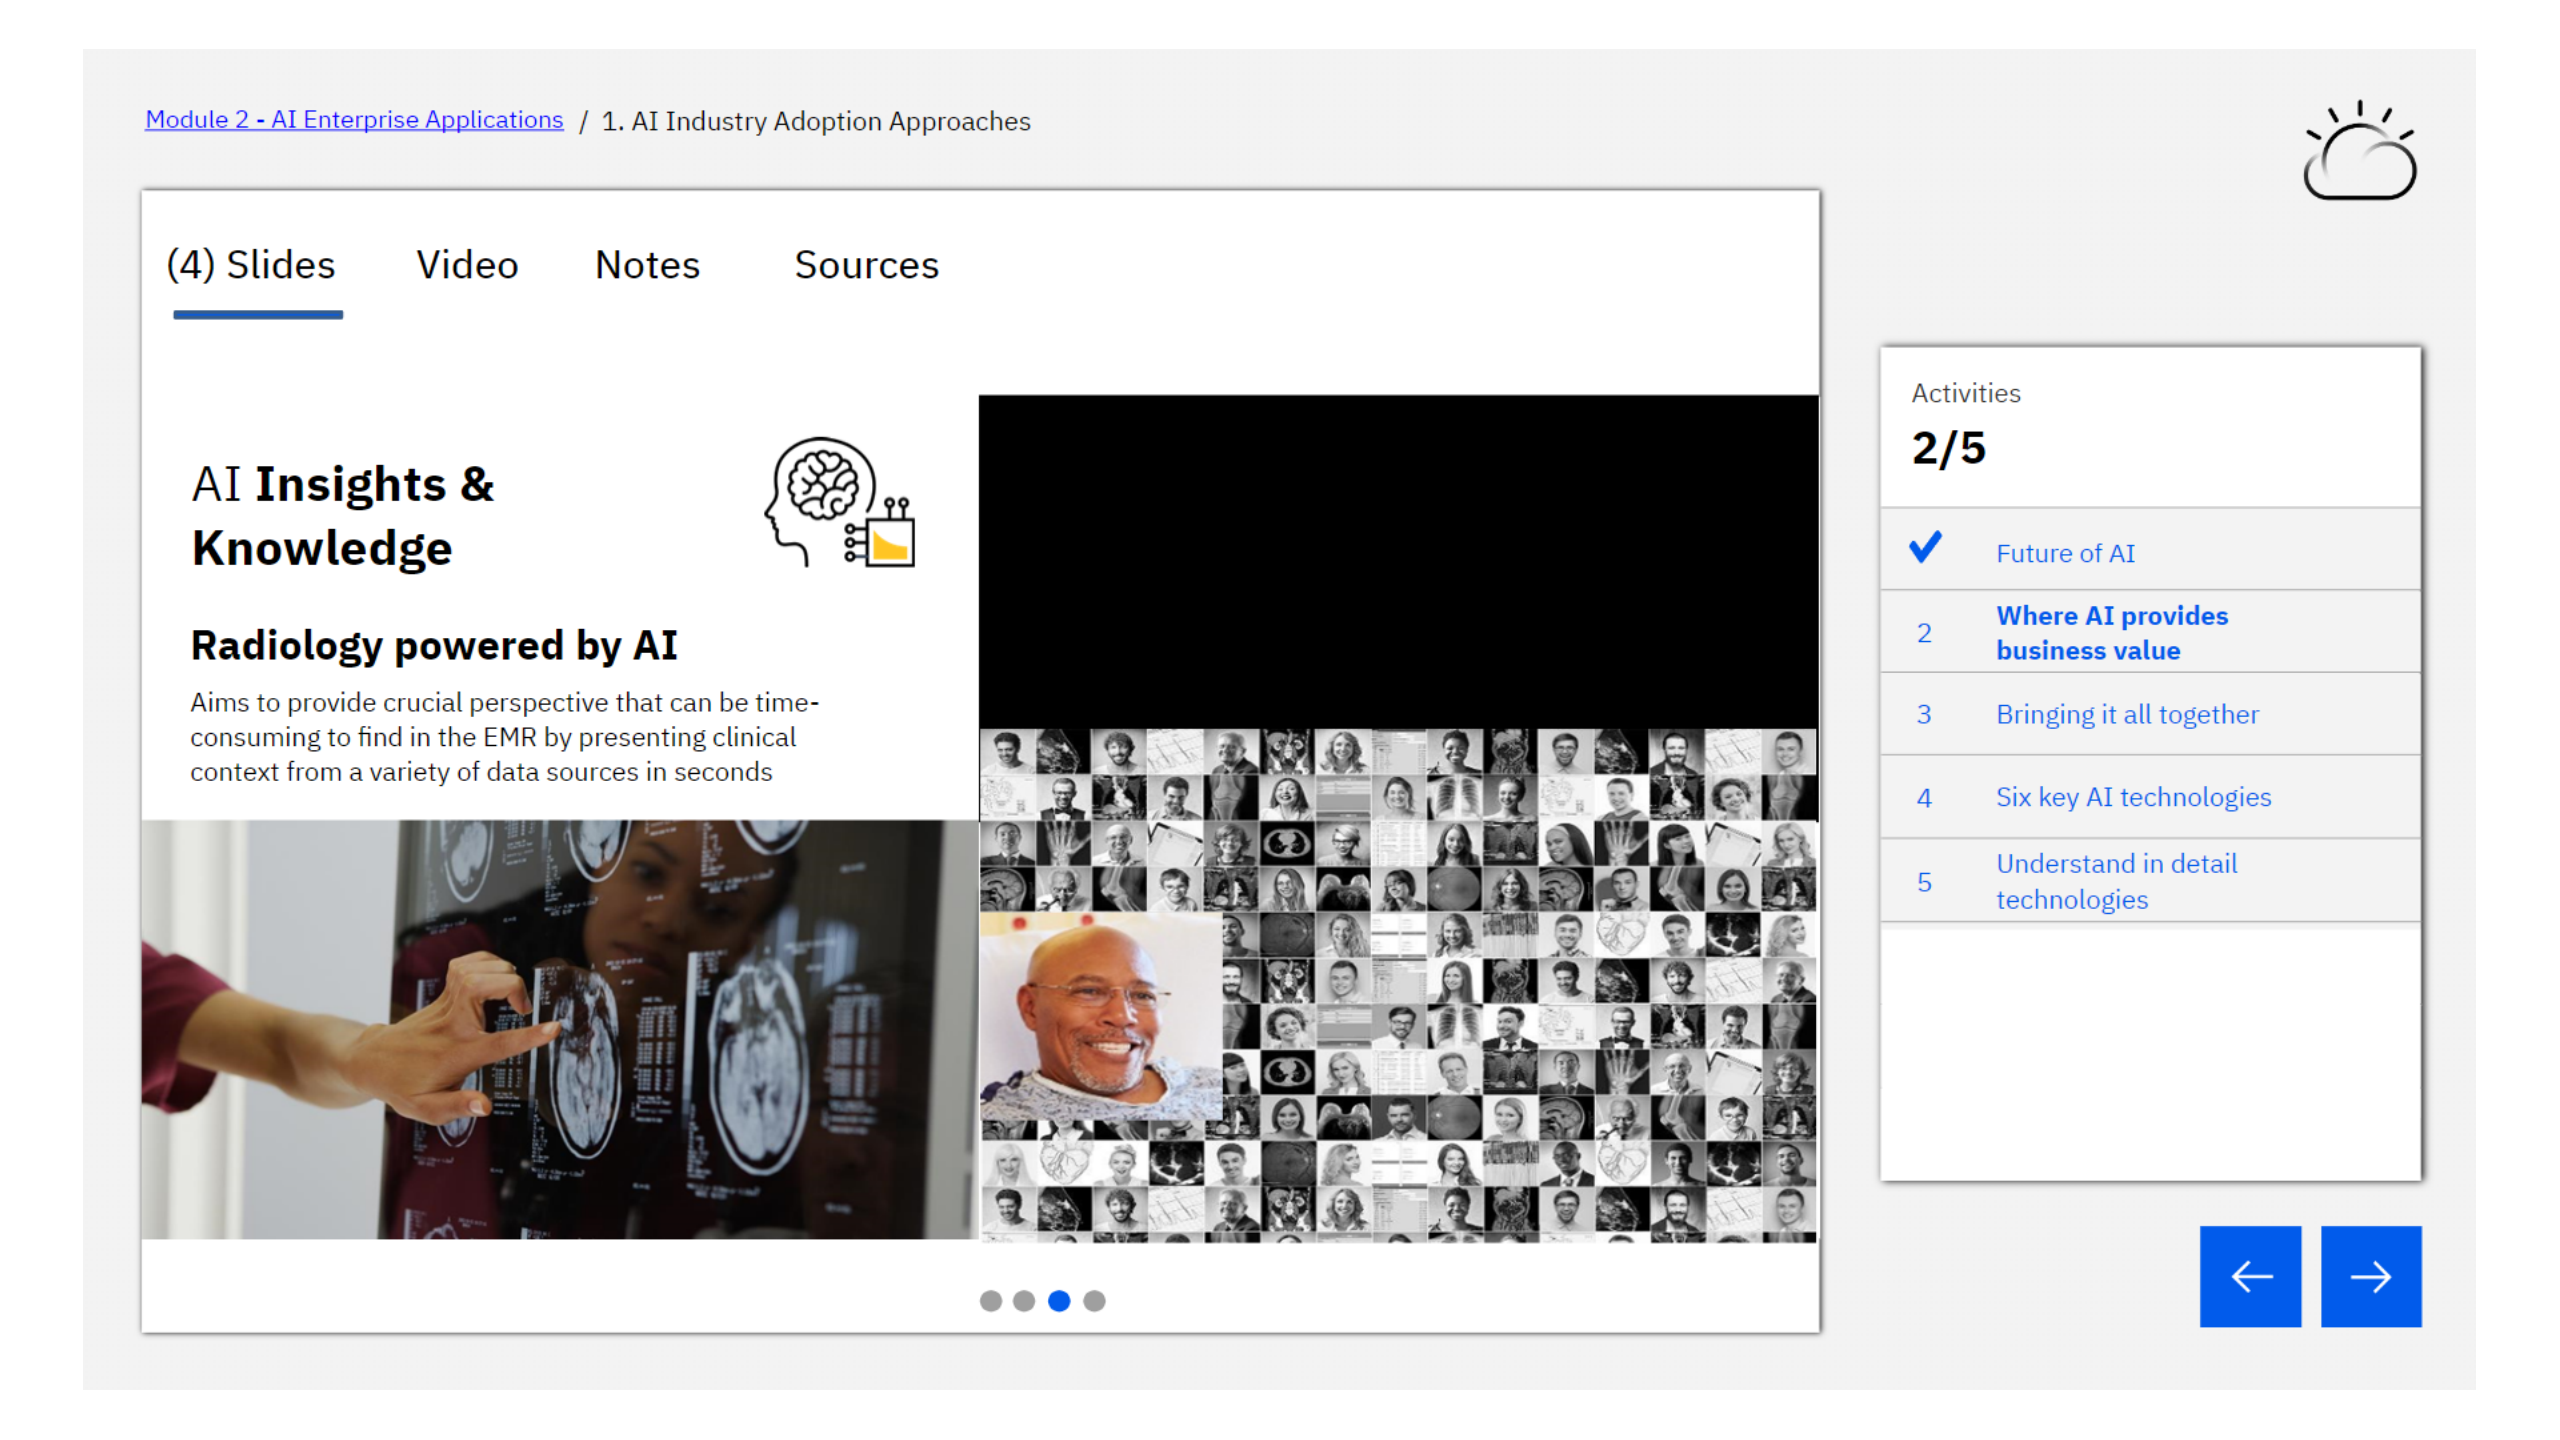 Module 2 - AI Enterprise Applications / 1. AI Industry Adoption Approaches
(4) Slides Video Notes Sources
AI Insights &
Knowledge
Radiology powered by AI
Aims to provide crucial perspective that can be time-
consuming to find in the EMR by presenting clinical
context from a variety of data sources in seconds
Activities
2/5
Future of AI
2 Where AI provides
business value
3 Bringing it all together
4 Six key AI technologies
5 Understand in detail
technologies